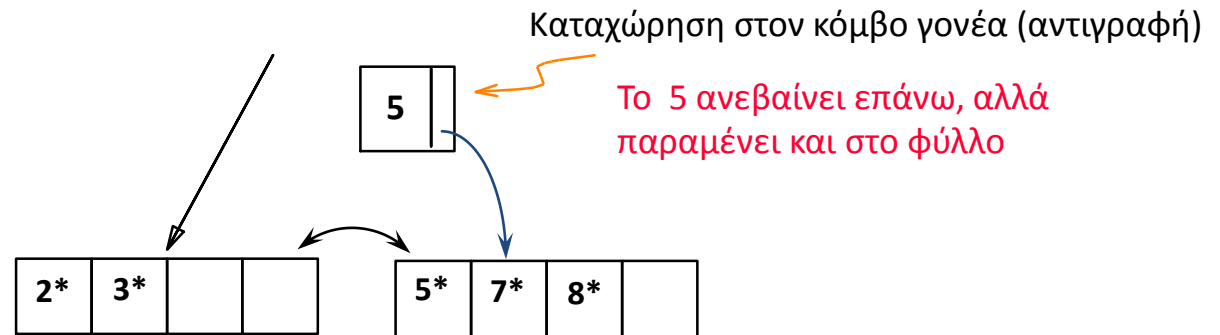 Καταχώρηση στον κόμβο γονέα (αντιγραφή)
5
Το 5 ανεβαίνει επάνω, αλλά
παραμένει και στο φύλλο
2* 3* 5* 7* 8*